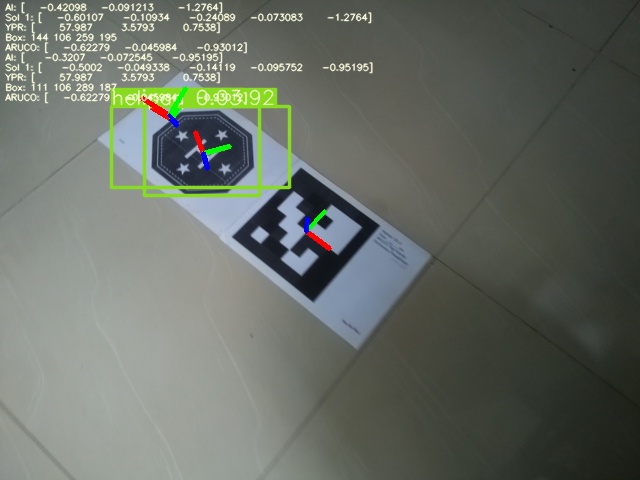 AI: [ -0.42098 -0.091213 -1.2764]
Sol 1: [ -0.60107 -0.10934 -0.24089 -0.073083 -1.2764]
YPR: [ 57.987 3.5793 0.7538]
Box: 144 106 259 195
ARUCO: [ -0.62279 -0.045984 -0.93012]
AI: [ -0.3207 -0.072545 -0.95195]
Sol 1: [ -0.5002 -0.049338 -0.14119 -0.095752 -0.95195]
YPR: [ 57.987 3.5793 0.7538]
Box: 111 106 289 187
ARUCO: [ -0.62279 -0.045984